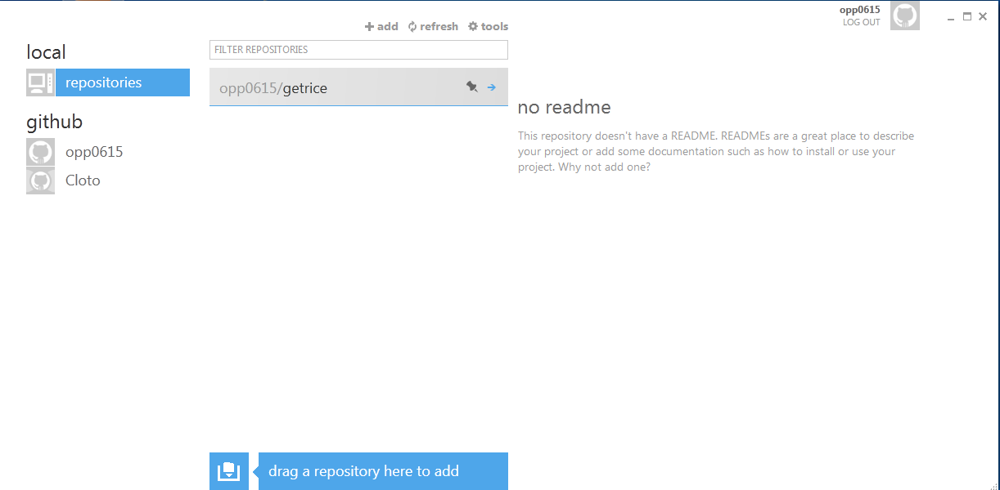 opp0615
LOG OUT
add refresh tools
local
repositories
github
opp0615
Cloto
FILTER REPOSITORIES
opp0615/getrice
no readme
This repository doesn't have a README. READMEs are a great place to describe
your project or add some documentation such as how to install or use your
project. Why not add one?
drag a repository here to add